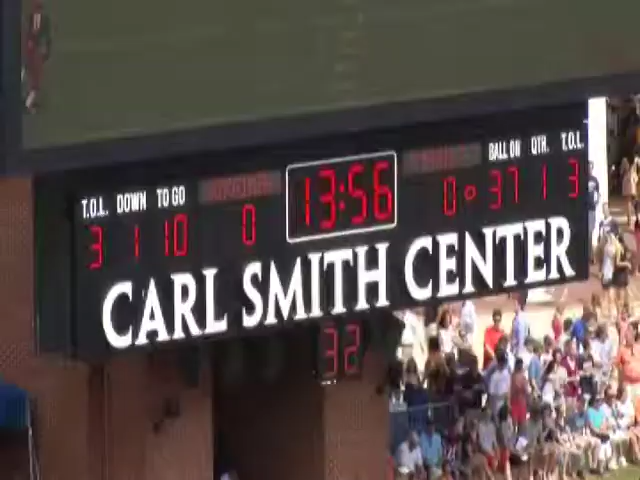 T.O.L. DOWN TO GO BALL ON QTR. T.O.L.
3 1 10 0 13:56 0 37 1 3
CARL SMITH CENTER
32